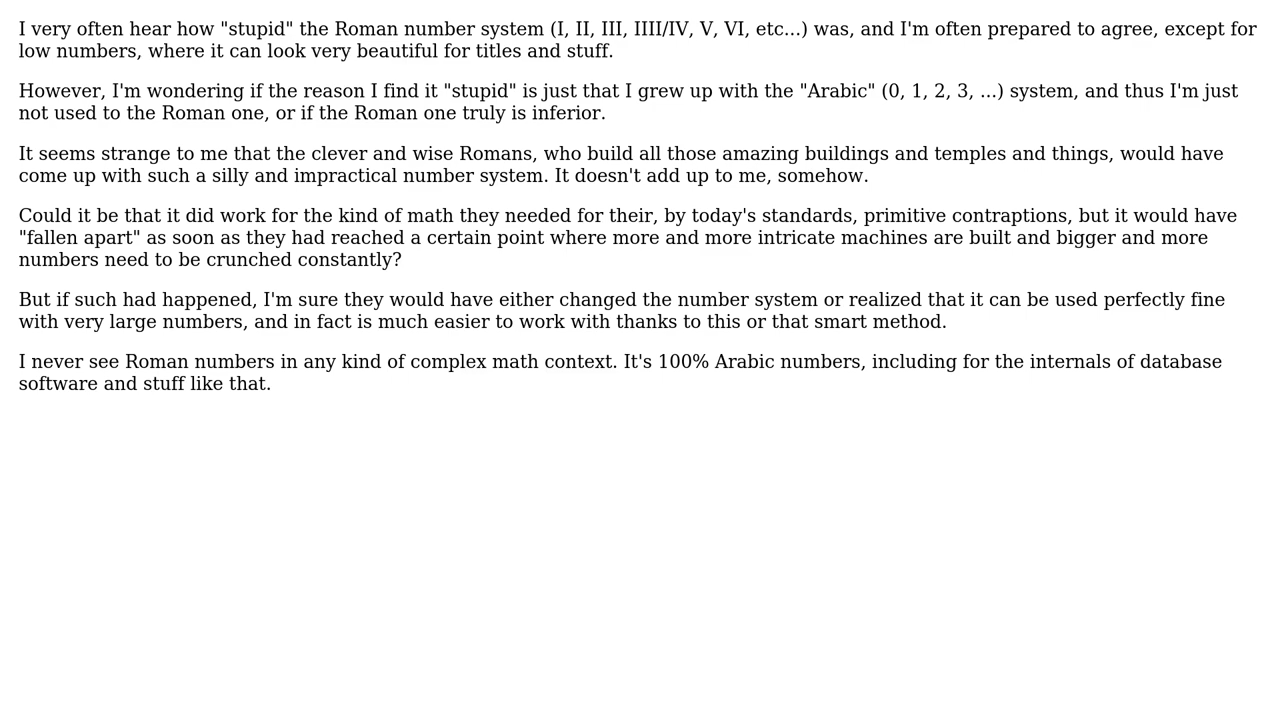 I very often hear how "stupid" the Roman number system (I, II, III, IIII/IV, V, VI, etc...) was, and I'm often prepared to agree, except for
low numbers, where it can look very beautiful for titles and stuff.
However, I'm wondering if the reason I find it "stupid" is just that I grew up with the "Arabic" (0, 1, 2, 3, ...) system, and thus I'm just
not used to the Roman one, or if the Roman one truly is inferior.
It seems strange to me that the clever and wise Romans, who build all those amazing buildings and temples and things, would have
come up with such a silly and impractical number system. It doesn't add up to me, somehow.
Could it be that it did work for the kind of math they needed for their, by today's standards, primitive contraptions, but it would have
"fallen apart" as soon as they had reached a certain point where more and more intricate machines are built and bigger and more
numbers need to be crunched constantly?
But if such had happened, I'm sure they would have either changed the number system or realized that it can be used perfectly fine
with very large numbers, and in fact is much easier to work with thanks to this or that smart method.
I never see Roman numbers in any kind of complex math context. It's 100% Arabic numbers, including for the internals of database
software and stuff like that.